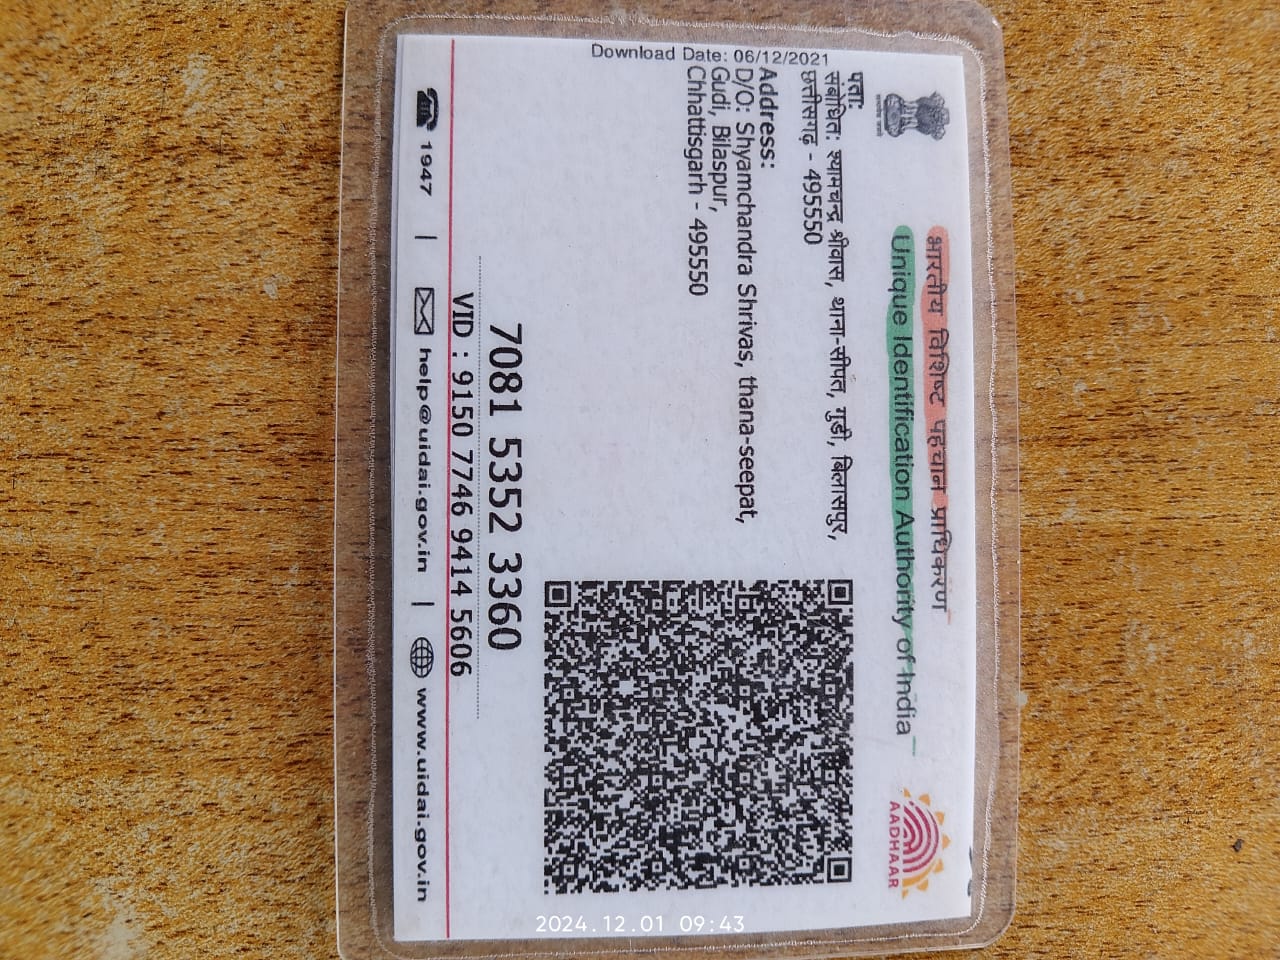 भारतीय विशिष्ट पहचान प्राधिकरण
Unique Identification Authority of India
AADHAAR
पता:
संबोधित: श्यामचन्द्र श्रीवास, थाना-सीपत, गुडी, बिलासपुर,
छत्तीसगढ़ - 495550
Address:
D/O: Shyamchandra Shrivas, thana-seepat,
Gudi, Bilaspur,
Chhattisgarh - 495550
Download Date: 06/12/2021
7081 5352 3360
VID : 9150 7746 9414 5606
1947 | help@uidai.gov.in | www.uidai.gov.in
2024.12.01 09:43